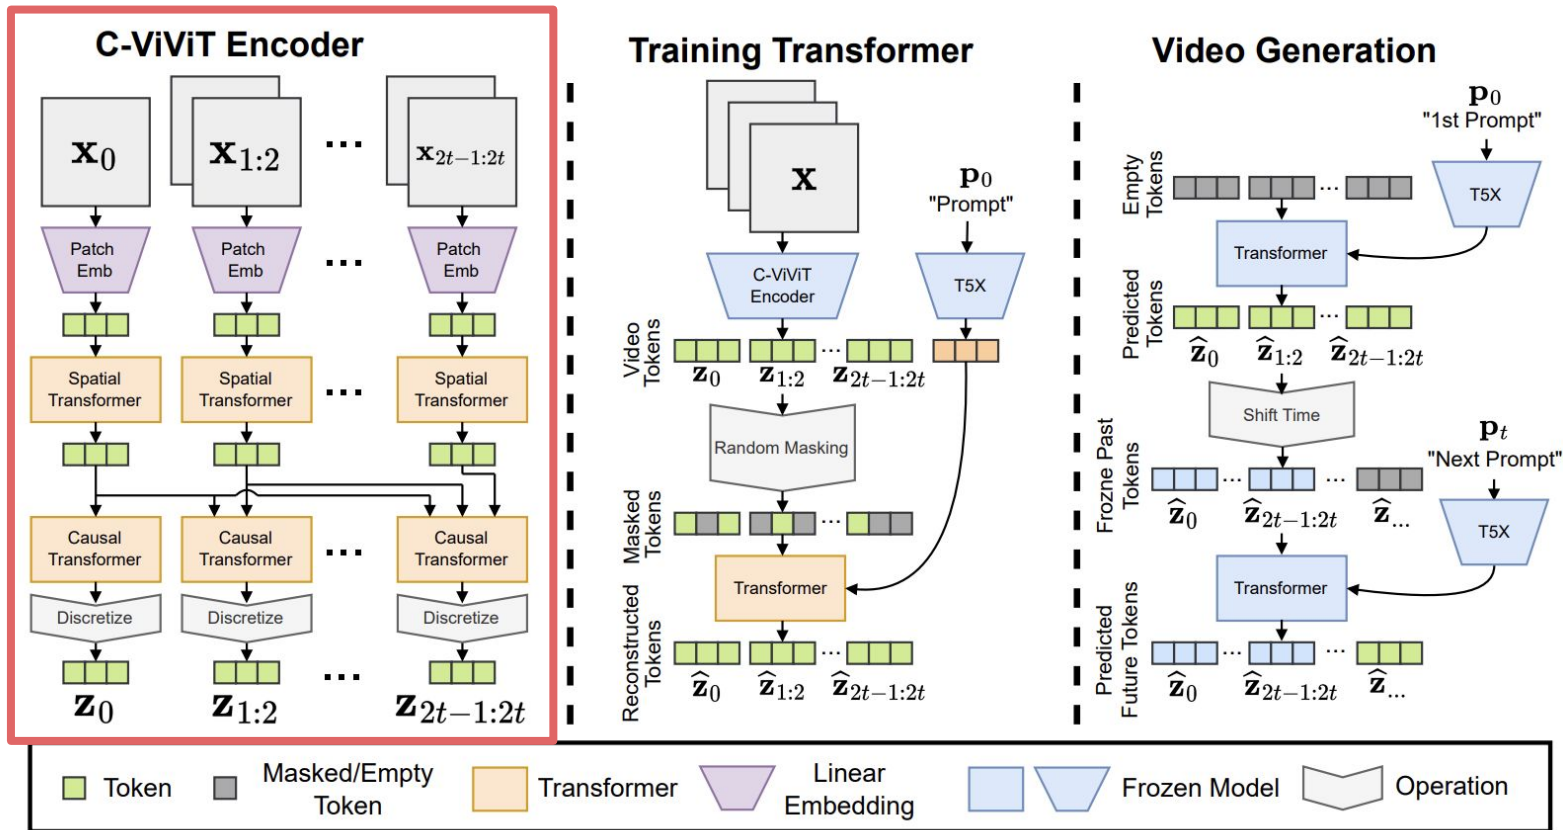 C-ViViT Encoder
x0
x1:2
...
x2t−1:2t
Patch
Emb
Patch
Emb
...
Patch
Emb
Spatial
Transformer
Spatial
Transformer
...
Spatial
Transformer
Causal
Transformer
Causal
Transformer
...
Causal
Transformer
Discretize
Discretize
Discretize
...
z0
z1:2
z2t−1:2t
Training Transformer
x
p0
"Prompt"
C-ViViT
Encoder
T5X
Video
Tokens
...
z0
z1:2
z2t−1:2t
Random Masking
Masked
Tokens
...
Transformer
Reconstructed
Tokens
...
ẑ0
ẑ1:2
ẑ2t−1:2t
Video Generation
p0
"1st Prompt"
Empty
Tokens
...
T5X
Transformer
Predicted
Tokens
...
ẑ0
ẑ1:2
ẑ2t−1:2t
Shift Time
pt
"Next Prompt"
Frozne Past
Tokens
...
...
ẑ0
ẑ2t−1:2t
ẑ...
T5X
Transformer
Predicted
Future Tokens
...
...
ẑ0
ẑ2t−1:2t
ẑ...
Token
Masked/Empty
Token
Transformer
Linear
Embedding
Frozen Model
Operation